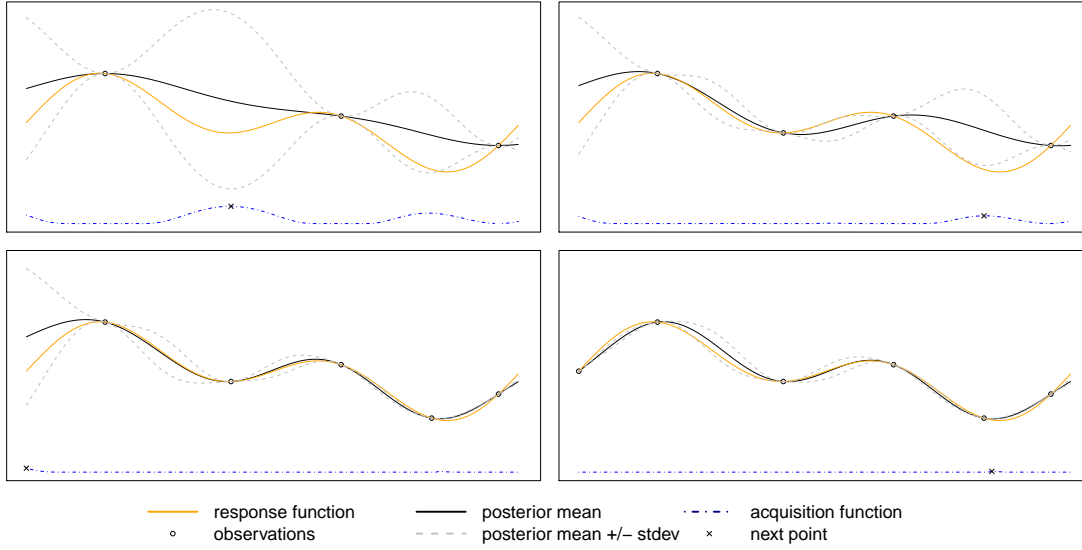 response function posterior mean acquisition function
observations posterior mean +/− stdev next point